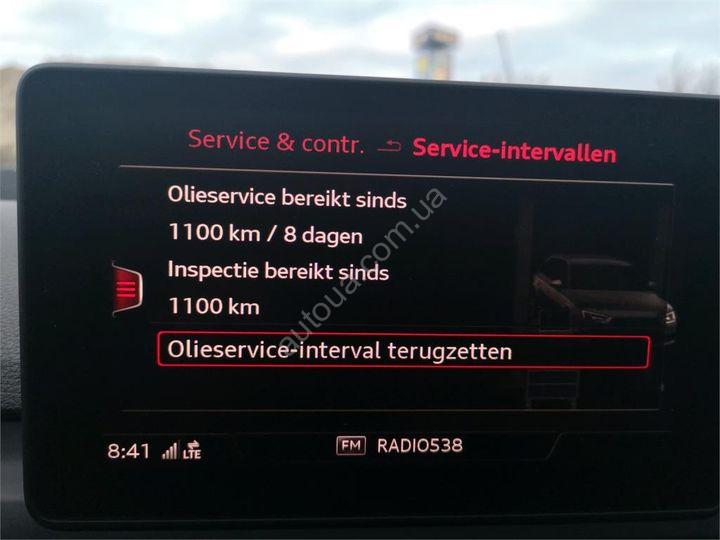 Service & contr. Service-intervallen
Olieservice bereikt sinds
1100 km / 8 dagen
Inspectie bereikt sinds
1100 km
Olieservice-interval terugzetten
8:41 LTE FM RADIO538
autoua.com.ua